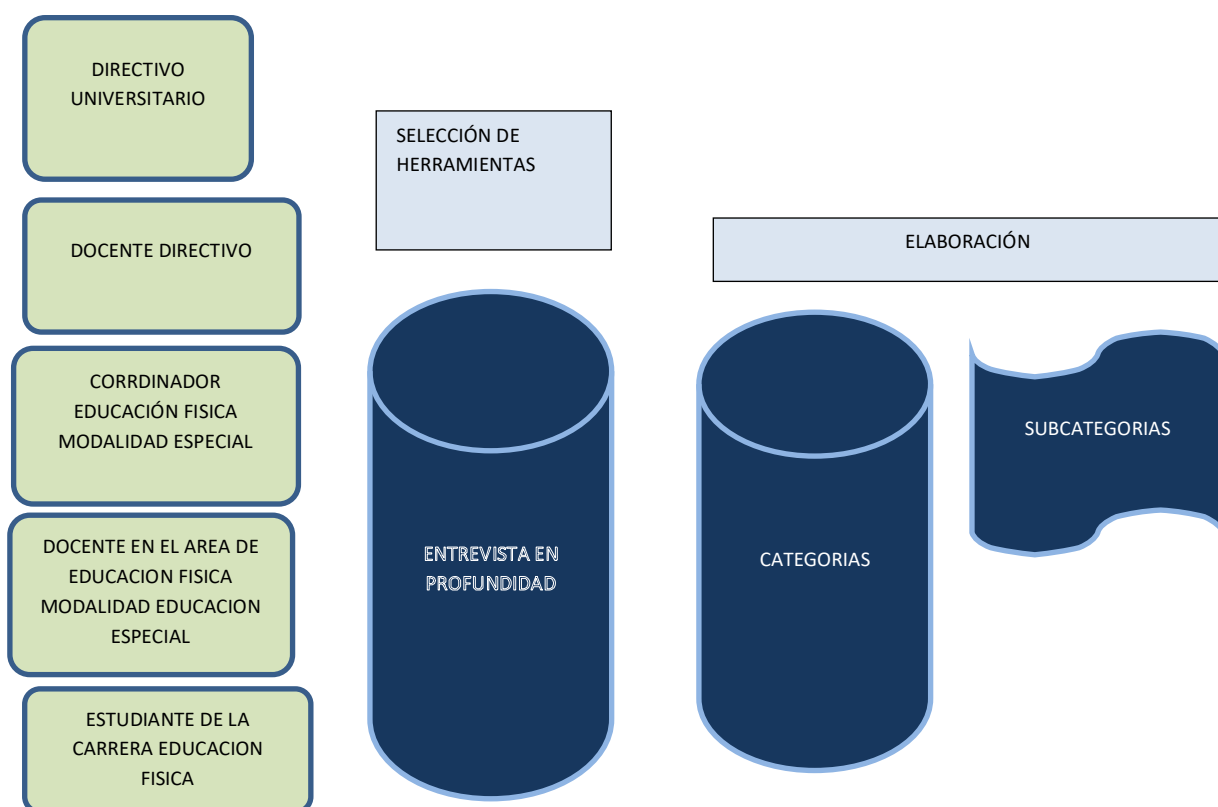 DIRECTIVO
UNIVERSITARIO
DOCENTE DIRECTIVO
CORRDINADOR
EDUCACIÓN FISICA
MODALIDAD ESPECIAL
DOCENTE EN EL AREA DE
EDUCACION FISICA
MODALIDAD EDUCACION
ESPECIAL
ESTUDIANTE DE LA
CARRERA EDUCACION
FISICA
SELECCIÓN DE
HERRAMIENTAS
ENTREVISTA EN
PROFUNDIDAD
ELABORACIÓN
CATEGORIAS
SUBCATEGORIAS